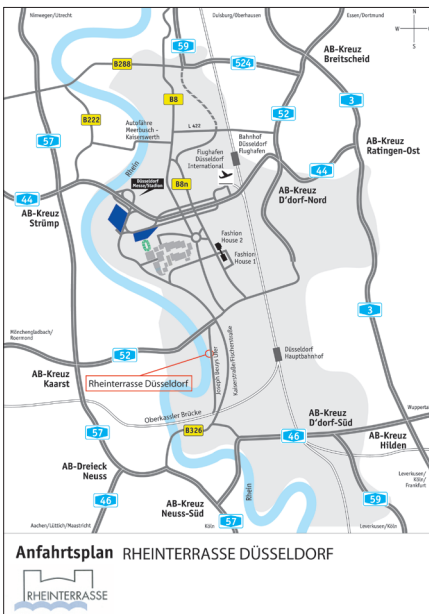 Nimwegen/Utrecht
Duisburg/Oberhausen
Essen/Dortmund
N
W
E
S
59
AB-Kreuz
Breitscheid
B288
524
B8
3
B222
52
Autofähre
Meerbusch -
Kaiserswerth
L 422
57
Bahnhof
Düsseldorf
Flughafen
AB-Kreuz
Ratingen-Ost
Rhein
Flughafen
Düsseldorf
International
44
Düsseldorf
Messe/Stadion
B8n
AB-Kreuz
D'dorf-Nord
44
AB-Kreuz
Strümp
Fashion
House 2
Fashion
House 1
3
Mönchengladbach/
Roermond
52
Joseph Beuys Ufer
Kaiserstraße/Fischerstraße
Düsseldorf
Hauptbahnhof
AB-Kreuz
Kaarst
Rheinterrasse Düsseldorf
Oberkassler Brücke
AB-Kreuz
D'dorf-Süd
Wuppertal
57
B326
46
AB-Kreuz
Hilden
AB-Dreieck
Neuss
Rhein
Leverkusen/
Köln/
Frankfurt
46
AB-Kreuz
Neuss-Süd
59
57
Aachen/Lüttich/Maastricht
Köln
Leverkusen/Köln
Anfahrtsplan RHEINTERRASSE DÜSSELDORF
RHEINTERRASSE